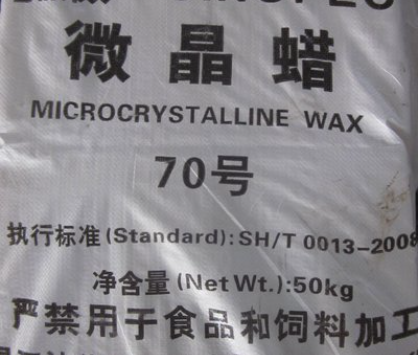 微晶蜡
MICROCRYSTALLINE WAX
70号
执行标准(Standard):SH/T 0013-2008
净含量(Net Wt.):50kg
严禁用于食品和饲料加工